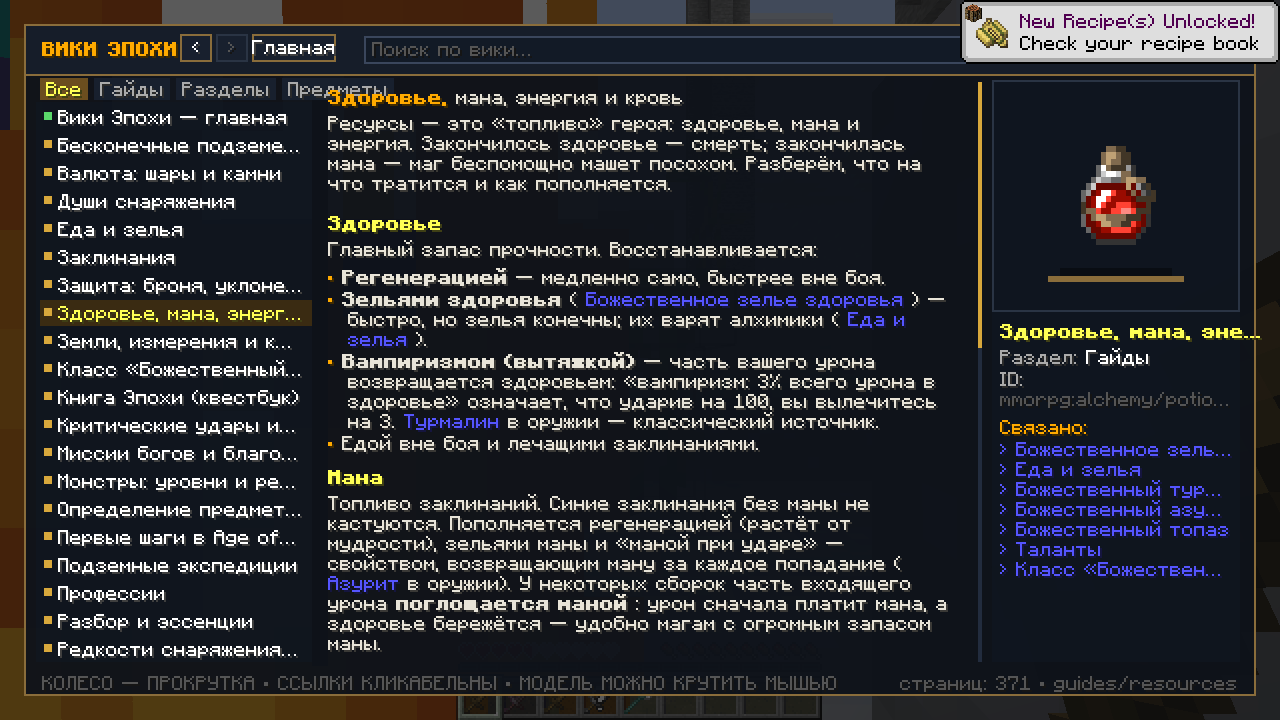 New Recipe(s) Unlocked!
Check your recipe book
ВИКИ ЭПОХИ < > Главная Поиск по вики...
Все Гайды Разделы Предметы
Вики Эпохи — главная
Бесконечные подземе...
Валюта: шары и камни
Души снаряжения
Еда и зелья
Заклинания
Защита: броня, уклоне...
Здоровье, мана, энерг...
Земли, измерения и к...
Класс «Божественный...
Книга Эпохи (квестбук)
Критические удары и...
Миссии богов и благо...
Монстры: уровни и ре...
Определение предмет...
Первые шаги в Age of...
Подземные экспедиции
Профессии
Разбор и эссенции
Редкости снаряжения...
Здоровье, мана, энергия и кровь
Ресурсы — это «топливо» героя: здоровье, мана и
энергия. Закончилось здоровье — смерть; закончилась
мана — маг беспомощно машет посохом. Разберём, что на
что тратится и как пополняется.
Здоровье
Главный запас прочности. Восстанавливается:
• Регенерацией — медленно само, быстрее вне боя.
• Зельями здоровья ( Божественное зелье здоровья ) —
быстро, но зелья конечны; их варят алхимики ( Еда и
зелья ).
• Вампиризмом (вытяжкой) — часть вашего урона
возвращается здоровьем: «вампиризм: 3% всего урона в
здоровье» означает, что ударив на 100, вы вылечитесь
на 3. Турмалин в оружии — классический источник.
• Едой вне боя и лечащими заклинаниями.
Мана
Топливо заклинаний. Синие заклинания без маны не
кастуются. Пополняется регенерацией (растёт от
мудрости), зельями маны и «маной при ударе» —
свойством, возвращающим ману за каждое попадание (
Азурит в оружии). У некоторых сборок часть входящего
урона поглощается маной : урон сначала платит мана, а
здоровье бережётся — удобно магам с огромным запасом
маны.
Здоровье, мана, эне...
Раздел: Гайды
ID:
mmorpg:alchemy/potio...
Связано:
> Божественное зель...
> Еда и зелья
> Божественный тур...
> Божественный азу...
> Божественный топаз
> Таланты
> Класс «Божествен...
КОЛЕСО — ПРОКРУТКА • ССЫЛКИ КЛИКАБЕЛЬНЫ • МОДЕЛЬ МОЖНО КРУТИТЬ МЫШЬЮ
страниц: 371 • guides/resources